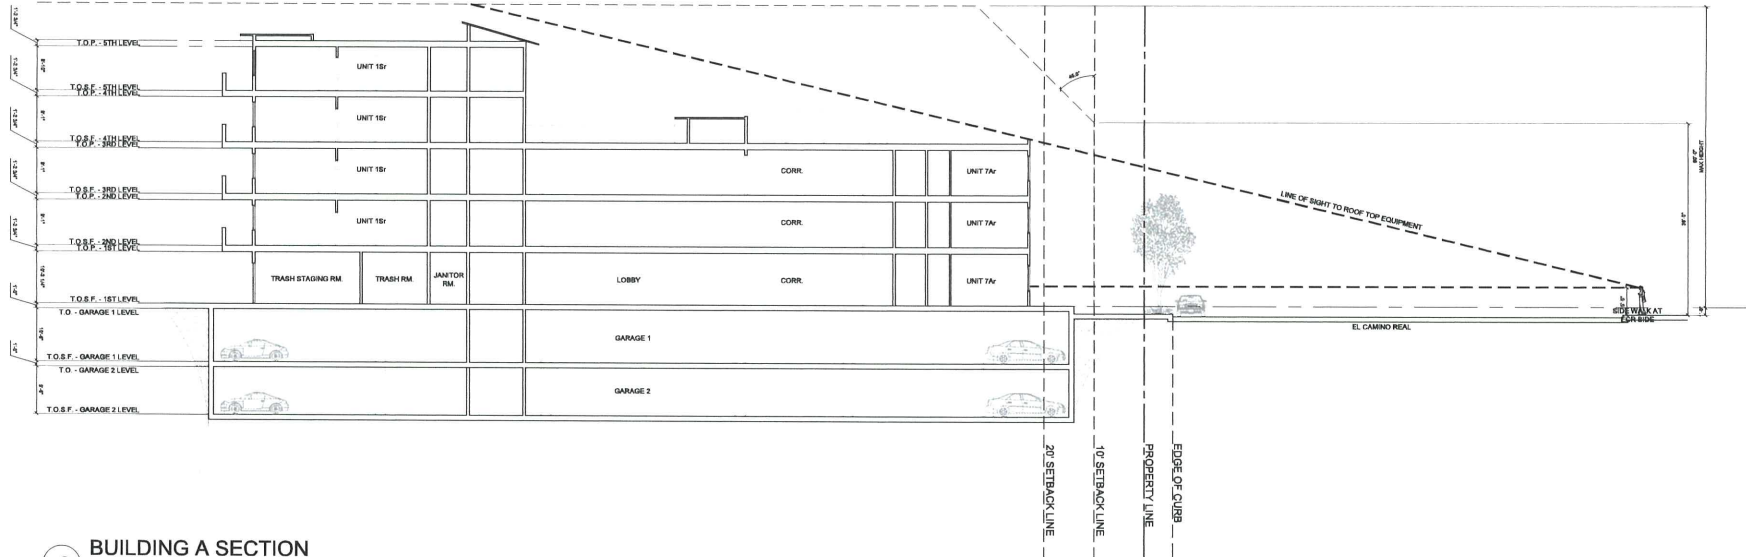 T.O.P. - 5TH LEVEL
UNIT 1Sr
T.O.S.F. - 5TH LEVEL
T.O.P. - 4TH LEVEL
UNIT 1Sr
T.O.S.F. - 4TH LEVEL
T.O.P. - 3RD LEVEL
UNIT 1Sr
CORR.
UNIT 7Ar
T.O.S.F. - 3RD LEVEL
T.O.P. - 2ND LEVEL
UNIT 1Sr
CORR.
UNIT 7Ar
T.O.S.F. - 2ND LEVEL
T.O.P. - 1ST LEVEL
TRASH STAGING RM.
TRASH RM.
JANITOR
RM.
LOBBY
CORR.
UNIT 7Ar
T.O.S.F. - 1ST LEVEL
T.O. - GARAGE 1 LEVEL
GARAGE 1
T.O.S.F. - GARAGE 1 LEVEL
T.O. - GARAGE 2 LEVEL
GARAGE 2
T.O.S.F. - GARAGE 2 LEVEL
MAX HEIGHT
LINE OF SIGHT TO ROOF TOP EQUIPMENT
SIDE WALK AT
ECR SIDE
EL CAMINO REAL
20' SETBACK LINE
10' SETBACK LINE
PROPERTY LINE
EDGE OF CURB
BUILDING A SECTION